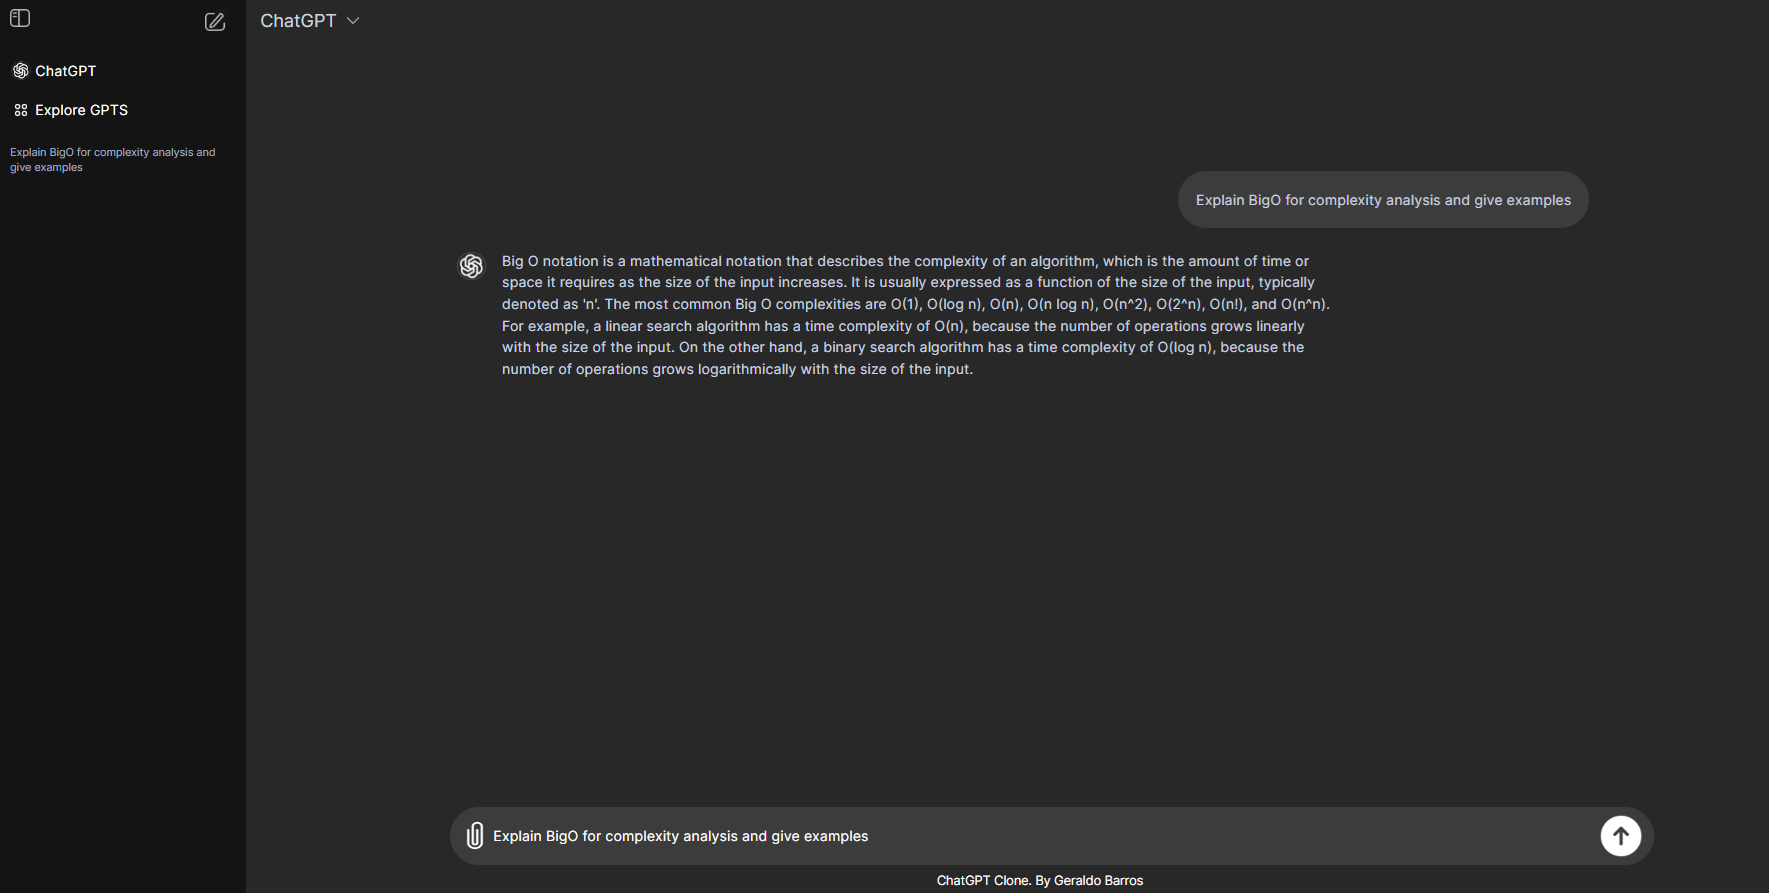 ChatGPT
Explore GPTS
Explain BigO for complexity analysis and
give examples
ChatGPT
Explain BigO for complexity analysis and give examples
Big O notation is a mathematical notation that describes the complexity of an algorithm, which is the amount of time or
space it requires as the size of the input increases. It is usually expressed as a function of the size of the input, typically
denoted as 'n'. The most common Big O complexities are O(1), O(log n), O(n), O(n log n), O(n^2), O(2^n), O(n!), and O(n^n).
For example, a linear search algorithm has a time complexity of O(n), because the number of operations grows linearly
with the size of the input. On the other hand, a binary search algorithm has a time complexity of O(log n), because the
number of operations grows logarithmically with the size of the input.
Explain BigO for complexity analysis and give examples
ChatGPT Clone. By Geraldo Barros